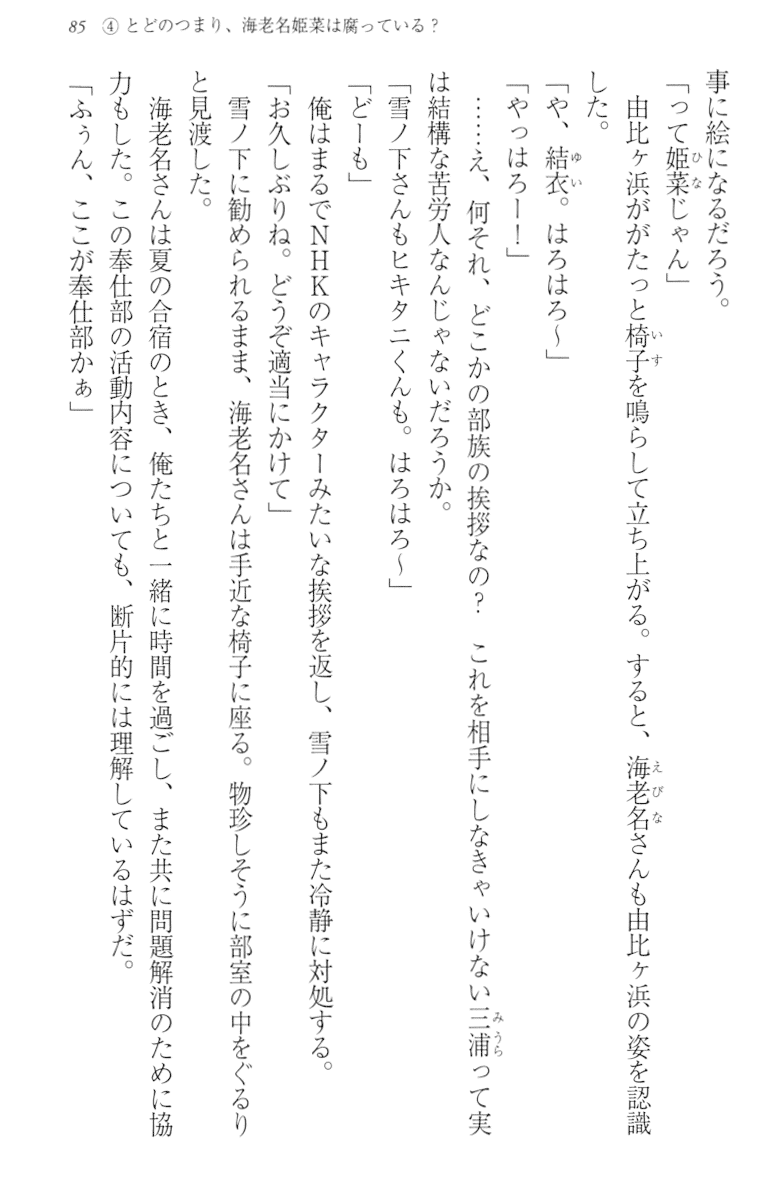 85 ④ とどのつまり、海老名姫菜は腐っている？
事に絵になるだろう。
「って姫菜じゃん」
由比ヶ浜ががたっと椅子を鳴らして立ち上がる。すると、海老名さんも由比ヶ浜の姿を認識
した。
「や、結衣。はろはろ〜」
「やっはろー！」
……え、何それ、どこかの部族の挨拶なの？　これを相手にしなきゃいけない三浦って実
は結構な苦労人なんじゃないだろうか。
「雪ノ下さんもヒキタニくんも。はろはろ〜」
「どーも」
俺はまるでNHKのキャラクターみたいな挨拶を返し、雪ノ下もまた冷静に対処する。
「お久しぶりね。どうぞ適当にかけて」
雪ノ下に勧められるまま、海老名さんは手近な椅子に座る。物珍しそうに部室の中をぐるり
と見渡した。
海老名さんは夏の合宿のとき、俺たちと一緒に時間を過ごし、また共に問題解消のために協
力もした。この奉仕部の活動内容についても、断片的には理解しているはずだ。
「ふぅん、ここが奉仕部かぁ」